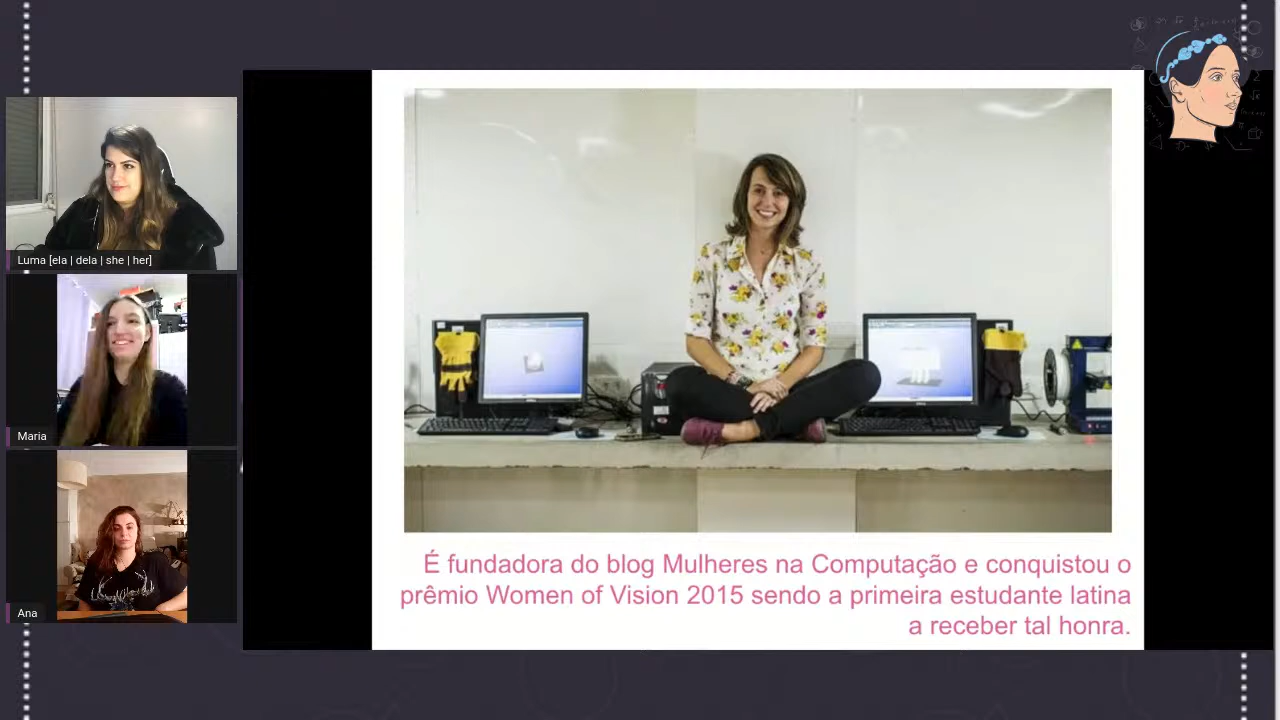 Luma [ela | dela | she | her]
Maria
Ana
É fundadora do blog Mulheres na Computação e conquistou o
prêmio Women of Vision 2015 sendo a primeira estudante latina
a receber tal honra.